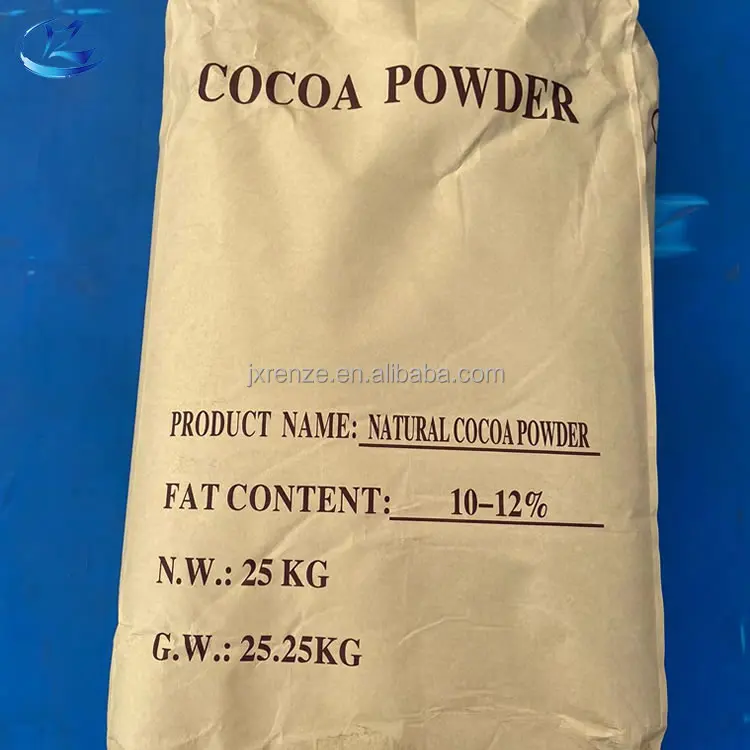 COCOA POWDER
jxrenze.en.alibaba.com
PRODUCT NAME: NATURAL COCOA POWDER
FAT CONTENT: 10-12%
N.W.: 25 KG
G.W.: 25.25KG